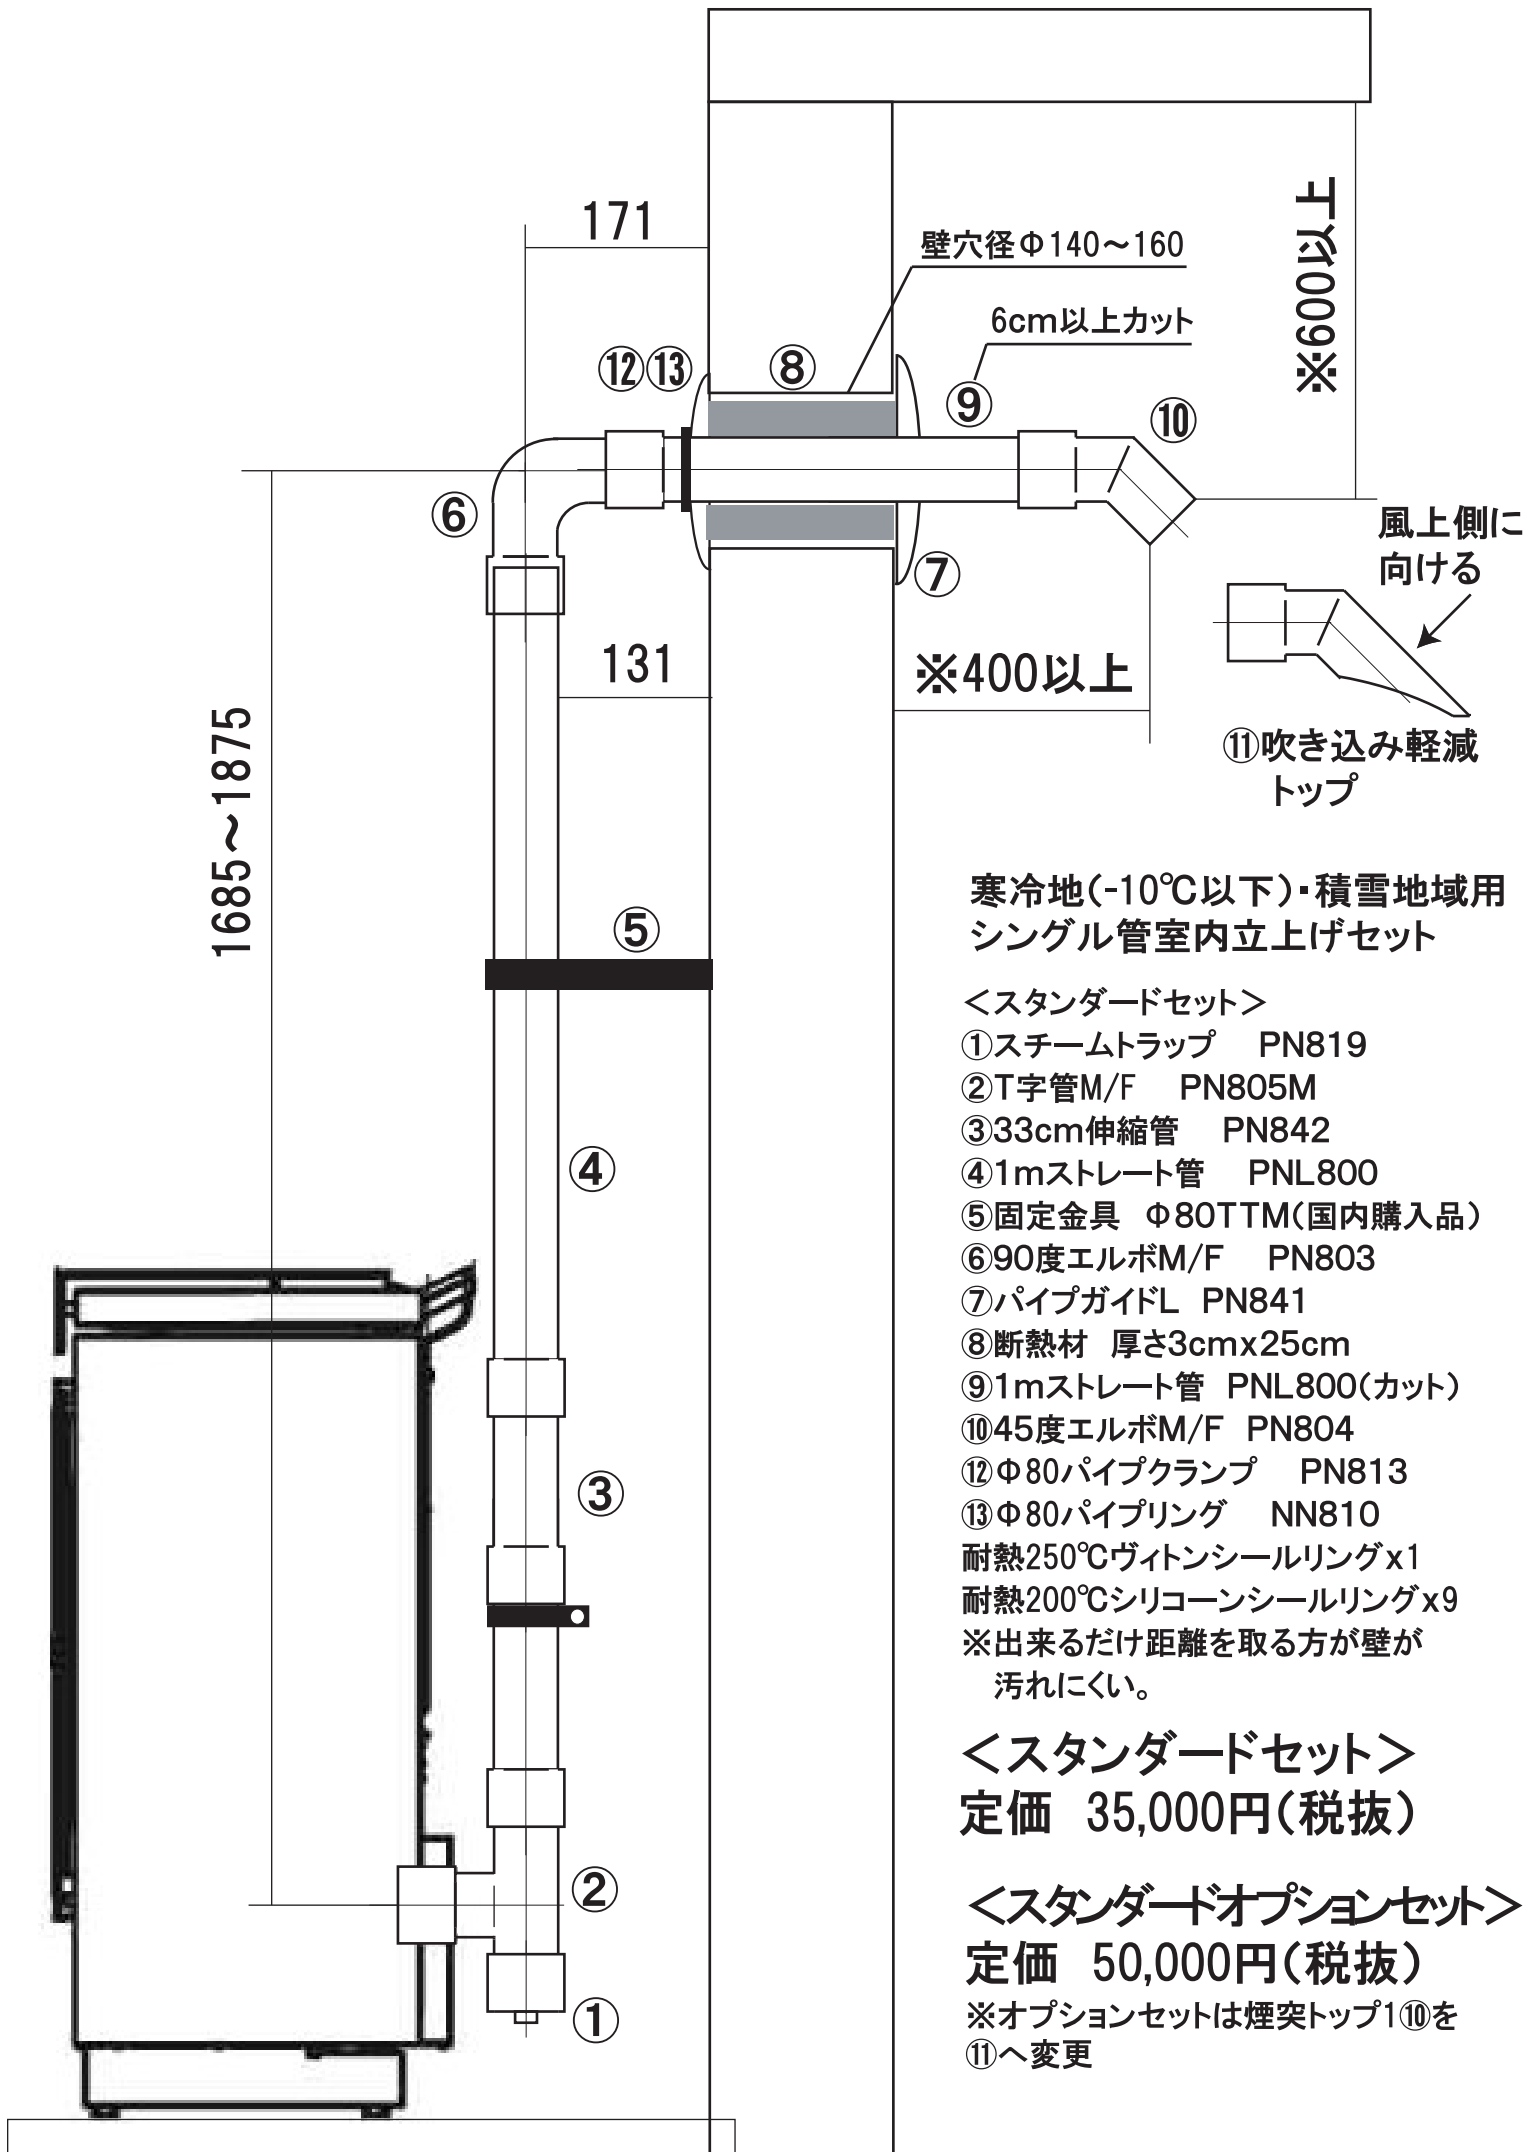 171
壁穴径Φ140～160
6cm以上カット
※600以上
⑫⑬
⑧
⑨
⑩
⑥
⑦
風上側に
向ける
131
※400以上
⑪吹き込み軽減
トップ
1685～1875
⑤
④
③
②
①
寒冷地(-10℃以下)・積雪地域用
シングル管室内立上げセット
＜スタンダードセット＞
①スチームトラップ　PN819
②T字管M/F　PN805M
③33cm伸縮管　PN842
④1mストレート管　PNL800
⑤固定金具　Φ80TTM(国内購入品)
⑥90度エルボM/F　PN803
⑦パイプガイドL　PN841
⑧断熱材　厚さ3cmx25cm
⑨1mストレート管　PNL800(カット)
⑩45度エルボM/F　PN804
⑫Φ80パイプクランプ　PN813
⑬Φ80パイプリング　NN810
耐熱250℃ヴィトンシールリングx1
耐熱200℃シリコーンシールリングx9
※出来るだけ距離を取る方が壁が
汚れにくい。
＜スタンダードセット＞
定価　35,000円(税抜)
＜スタンダードオプションセット＞
定価　50,000円(税抜)
※オプションセットは煙突トップ1⑩を
⑪へ変更